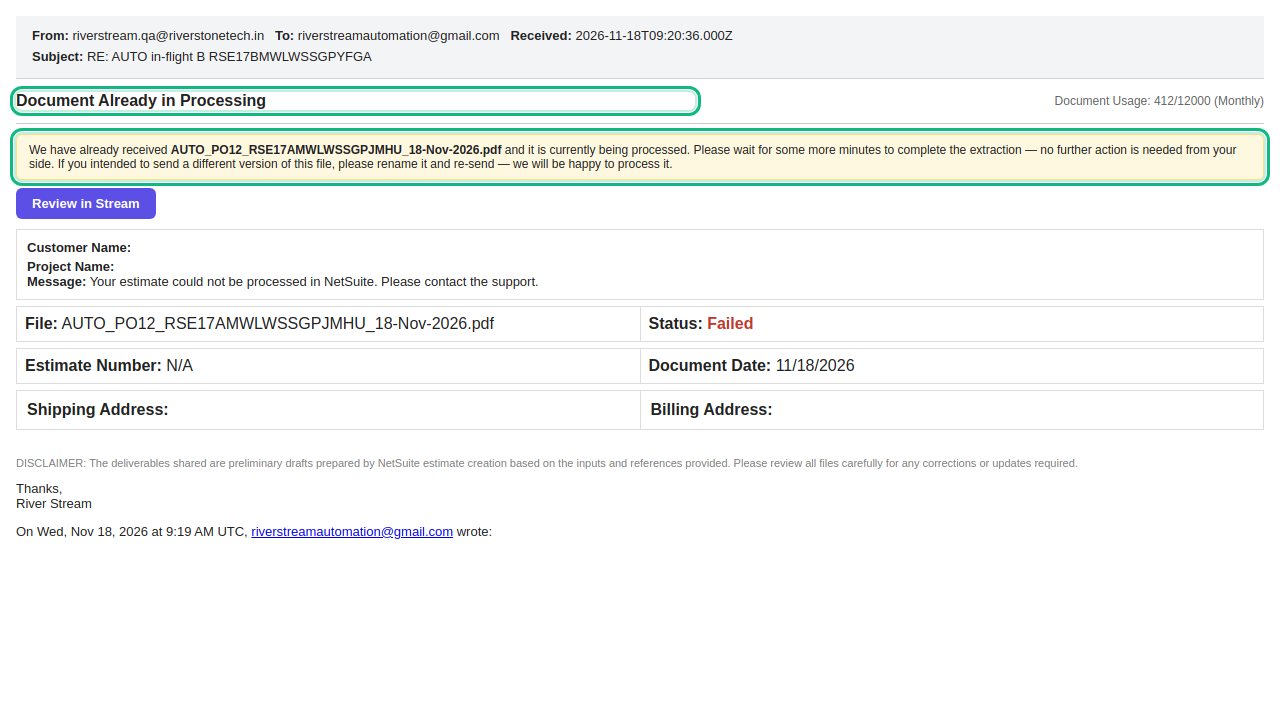 From: riverstream.qa@riverstonetech.in To: riverstreamautomation@gmail.com Received: 2026-11-18T09:20:36.000Z
Subject: RE: AUTO in-flight B RSE17BMWLWSSGPYFGA
Document Already in Processing
Document Usage: 412/12000 (Monthly)
We have already received AUTO_PO12_RSE17AMWLWSSGPJMHU_18-Nov-2026.pdf and it is currently being processed. Please wait for some more minutes to complete the extraction — no further action is needed from your
side. If you intended to send a different version of this file, please rename it and re-send — we will be happy to process it.
Review in Stream
Customer Name:
Project Name:
Message: Your estimate could not be processed in NetSuite. Please contact the support.
File: AUTO_PO12_RSE17AMWLWSSGPJMHU_18-Nov-2026.pdf
Status: Failed
Estimate Number: N/A
Document Date: 11/18/2026
Shipping Address:
Billing Address:
DISCLAIMER: The deliverables shared are preliminary drafts prepared by NetSuite estimate creation based on the inputs and references provided. Please review all files carefully for any corrections or updates required.
Thanks,
River Stream
On Wed, Nov 18, 2026 at 9:19 AM UTC, riverstreamautomation@gmail.com wrote: